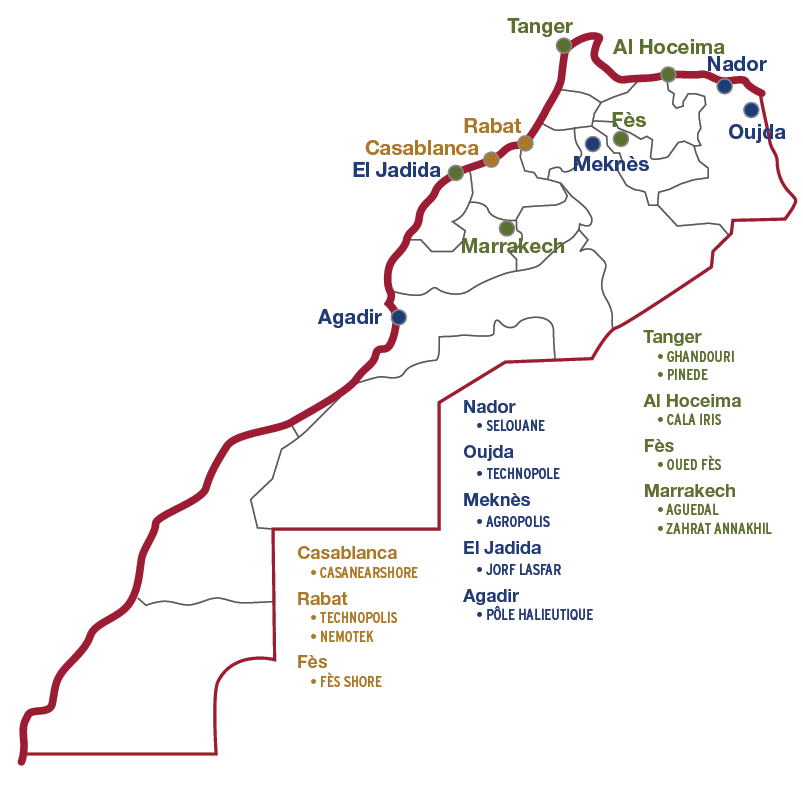 Tanger
Al Hoceima
Nador
Oujda
Fès
Rabat
Casablanca
Meknès
El Jadida
Marrakech
Agadir
Tanger
• GHANDOURI
• PINEDE
Al Hoceima
• CALA IRIS
Fès
• OUED FÈS
Marrakech
• AGUEDAL
• ZAHRAT ANNAKHIL
Nador
• SELOUANE
Oujda
• TECHNOPOLE
Meknès
• AGROPOLIS
El Jadida
• JORF LASFAR
Agadir
• PÔLE HALIEUTIQUE
Casablanca
• CASANEARSHORE
Rabat
• TECHNOPOLIS
• NEMOTEK
Fès
• FÈS SHORE